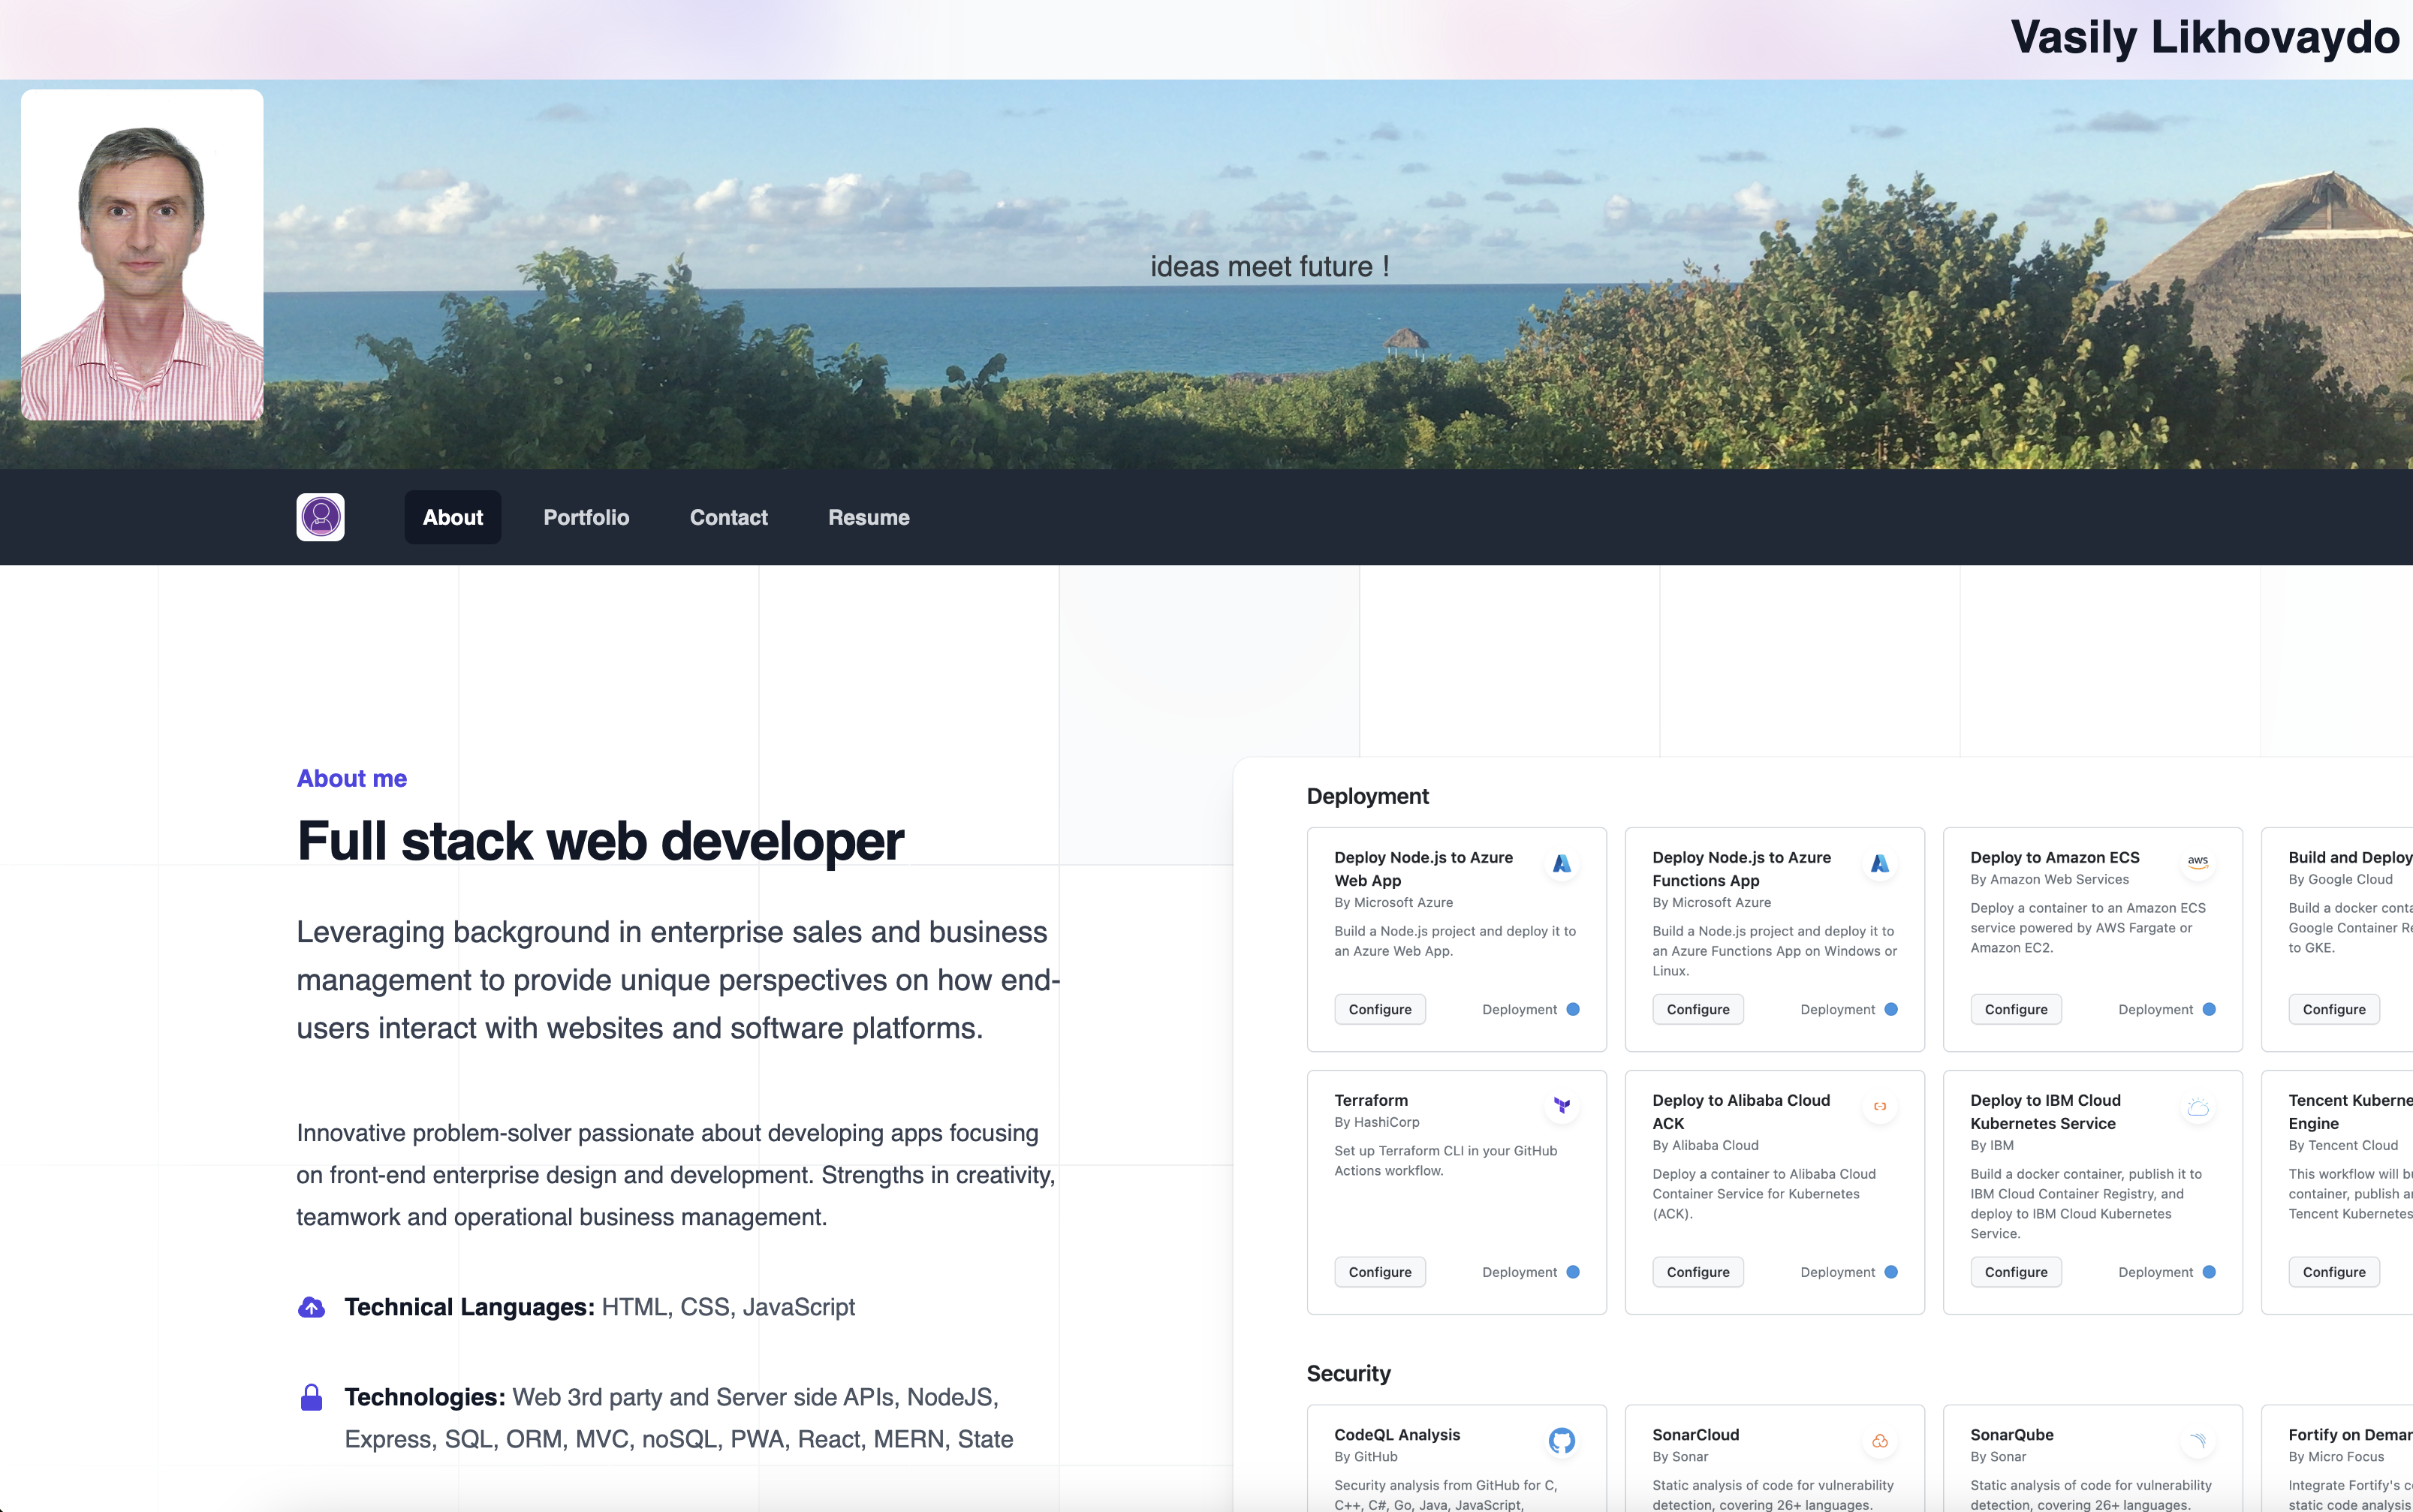 Vasily Likhovaydo
ideas meet future !
About
Portfolio
Contact
Resume
About me
Full stack web developer
Leveraging background in enterprise sales and business
management to provide unique perspectives on how end-
users interact with websites and software platforms.
Innovative problem-solver passionate about developing apps focusing
on front-end enterprise design and development. Strengths in creativity,
teamwork and operational business management.
Technical Languages: HTML, CSS, JavaScript
Technologies: Web 3rd party and Server side APIs, NodeJS,
Express, SQL, ORM, MVC, noSQL, PWA, React, MERN, State
Deployment
Deploy Node.js to Azure
Web App
By Microsoft Azure
Build a Node.js project and deploy it to
an Azure Web App.
Configure
Deployment
Deploy Node.js to Azure
Functions App
By Microsoft Azure
Build a Node.js project and deploy it to
an Azure Functions App on Windows or
Linux.
Configure
Deployment
Deploy to Amazon ECS
aws
By Amazon Web Services
Deploy a container to an Amazon ECS
service powered by AWS Fargate or
Amazon EC2.
Configure
Deployment
Build and Deploy
By Google Cloud
Build a docker
Google Container
to GKE.
Configure
Terraform
By HashiCorp
Set up Terraform CLI in your GitHub
Actions workflow.
Configure
Deployment
Deploy to Alibaba Cloud
ACK
By Alibaba Cloud
Deploy a container to Alibaba Cloud
Container Service for Kubernetes
(ACK).
Configure
Deployment
Deploy to IBM Cloud
Kubernetes Service
By IBM
Build a docker container, publish it to
IBM Cloud Container Registry, and
deploy to IBM Cloud Kubernetes
Service.
Configure
Deployment
Tencent
Engine
By Tencent Cloud
This workflow will
container, publish
Tencent Kubernetes
Configure
Security
CodeQL Analysis
By GitHub
Security analysis from GitHub for C,
C++, C#, Go, Java, JavaScript,
SonarCloud
By Sonar
Static analysis of code for vulnerability
detection, covering 26+ languages.
SonarQube
By Sonar
Static analysis of code for vulnerability
detection, covering 26+ languages.
Fortify on
By Micro Focus
Integrate Fortify's
static code analysis